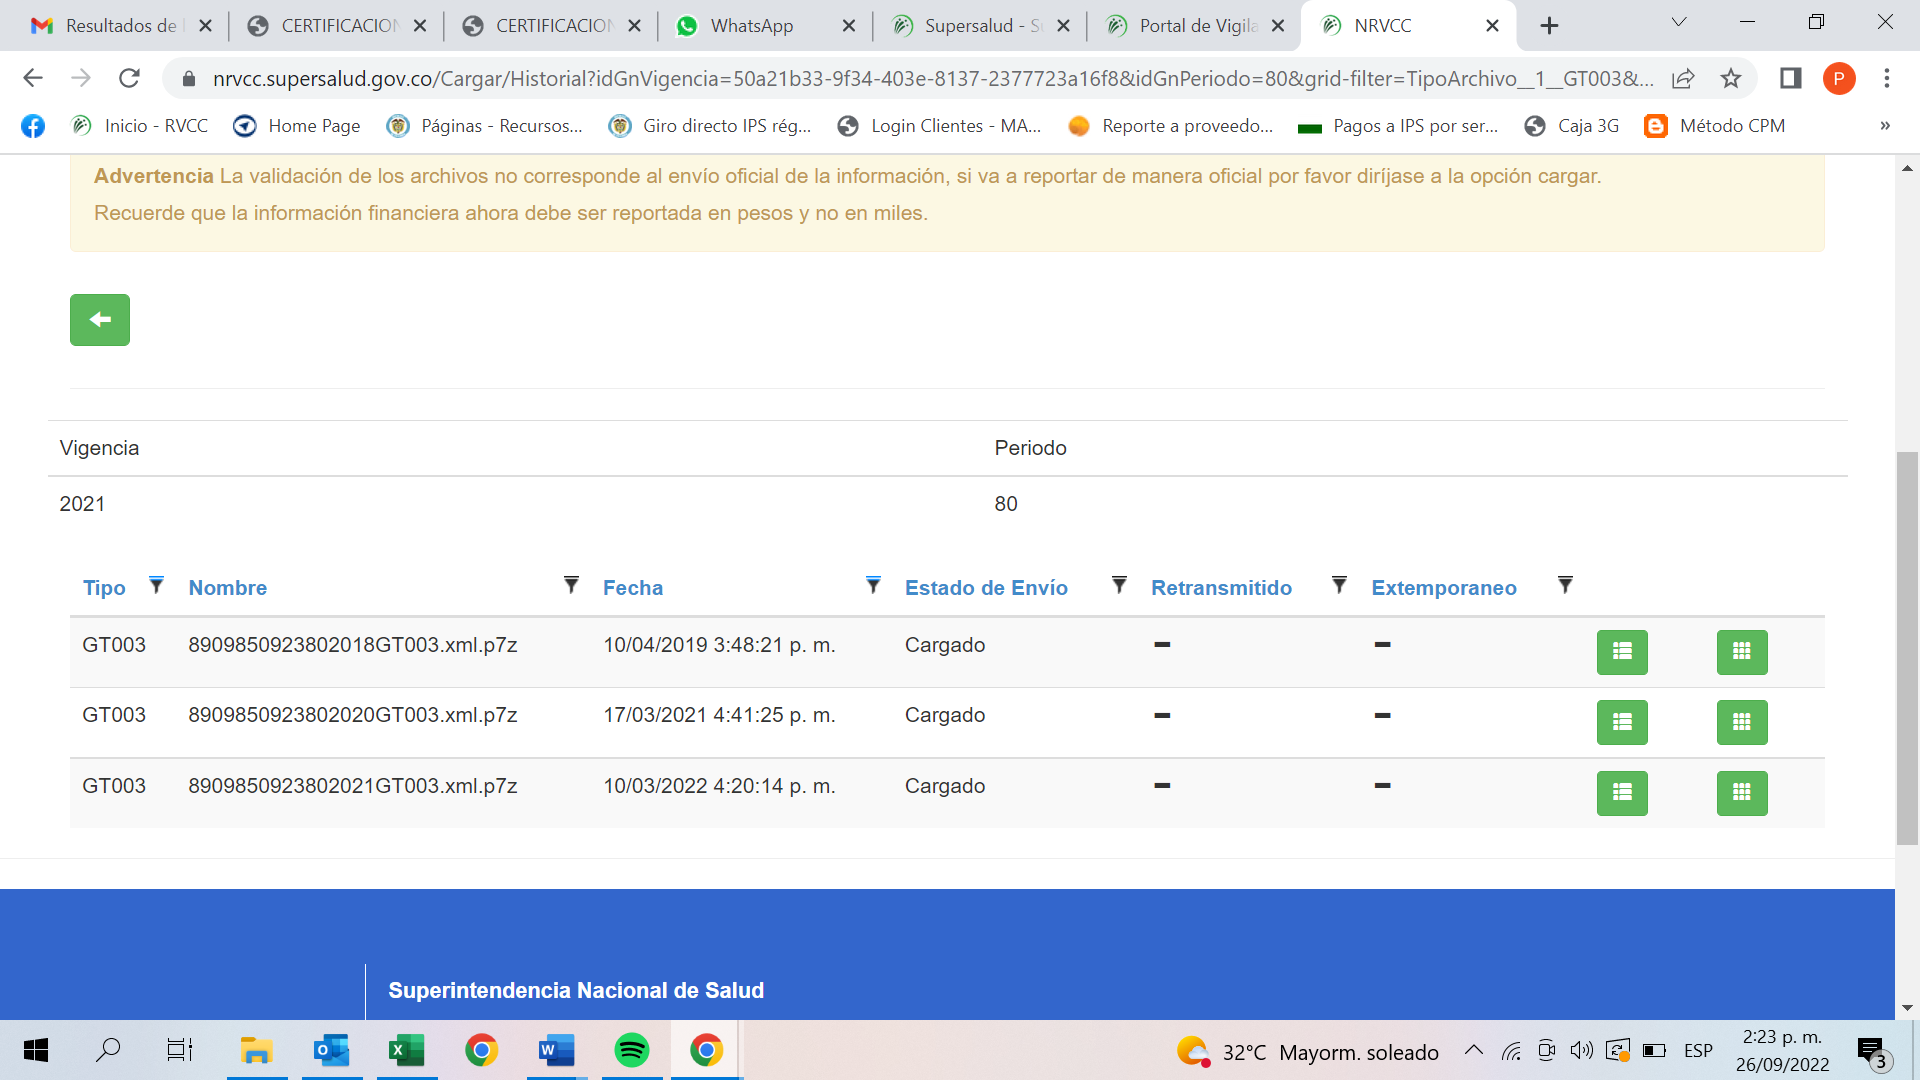 Resultados de
CERTIFICACION
CERTIFICACION
WhatsApp
Supersalud - S
Portal de Vigila
NRVCC
nrvcc.supersalud.gov.co/Cargar/Historial?idGnVigencia=50a21b33-9f34-403e-8137-2377723a16f8&idGnPeriodo=80&grid-filter=TipoArchivo__1__GT003&...
P
Inicio - RVCC
Home Page
Páginas - Recursos...
Giro directo IPS rég...
Login Clientes - MA...
Reporte a proveedo...
Pagos a IPS por ser...
Caja 3G
Método CPM
»
Advertencia La validación de los archivos no corresponde al envío oficial de la información, si va a reportar de manera oficial por favor diríjase a la opción cargar.
Recuerde que la información financiera ahora debe ser reportada en pesos y no en miles.
Vigencia Periodo
2021 80
Tipo Nombre Fecha Estado de Envío Retransmitido Extemporaneo
GT003 8909850923802018GT003.xml.p7z 10/04/2019 3:48:21 p. m. Cargado
GT003 8909850923802020GT003.xml.p7z 17/03/2021 4:41:25 p. m. Cargado
GT003 8909850923802021GT003.xml.p7z 10/03/2022 4:20:14 p. m. Cargado
Superintendencia Nacional de Salud
32°C Mayorm. soleado
ESP
2:23 p. m.
26/09/2022
3